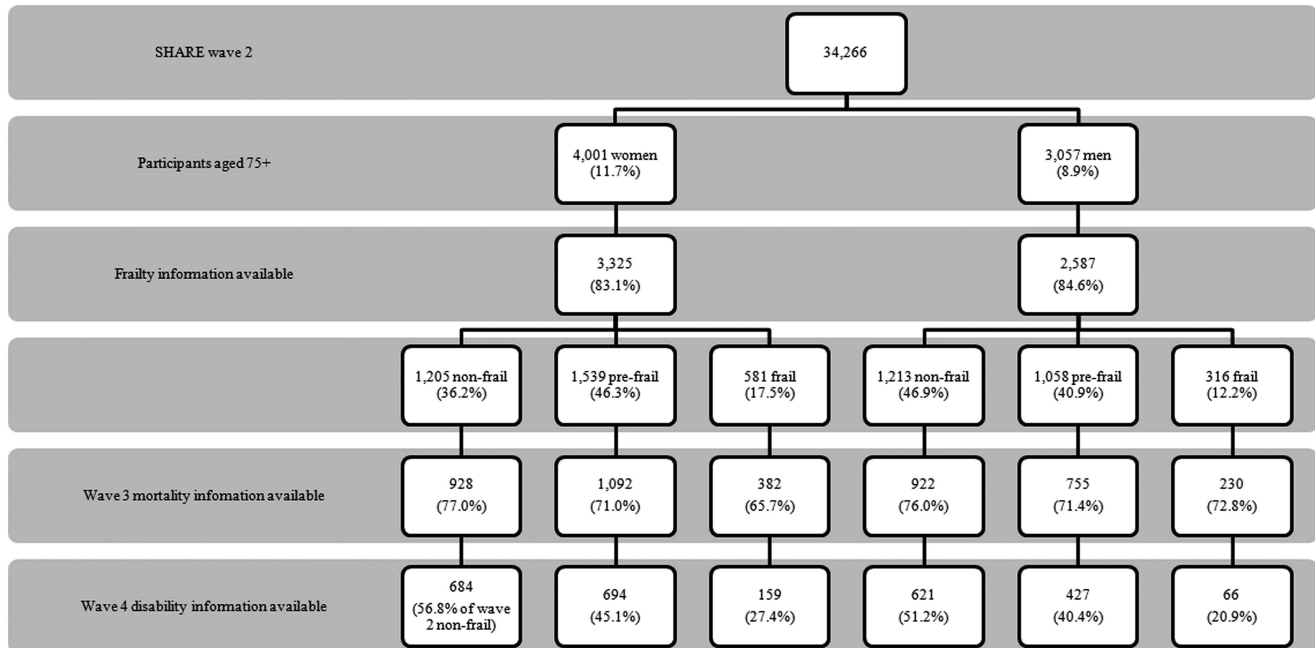 SHARE wave 2
34,266
Participants aged 75+
4,001 women
(11.7%)
3,057 men
(8.9%)
Frailty information available
3,325
(83.1%)
2,587
(84.6%)
1,205 non-frail
(36.2%)
1,539 pre-frail
(46.3%)
581 frail
(17.5%)
1,213 non-frail
(46.9%)
1,058 pre-frail
(40.9%)
316 frail
(12.2%)
Wave 3 mortality infomation available
928
(77.0%)
1,092
(71.0%)
382
(65.7%)
922
(76.0%)
755
(71.4%)
230
(72.8%)
Wave 4 disability information available
684
(56.8% of wave
2 non-frail)
694
(45.1%)
159
(27.4%)
621
(51.2%)
427
(40.4%)
66
(20.9%)